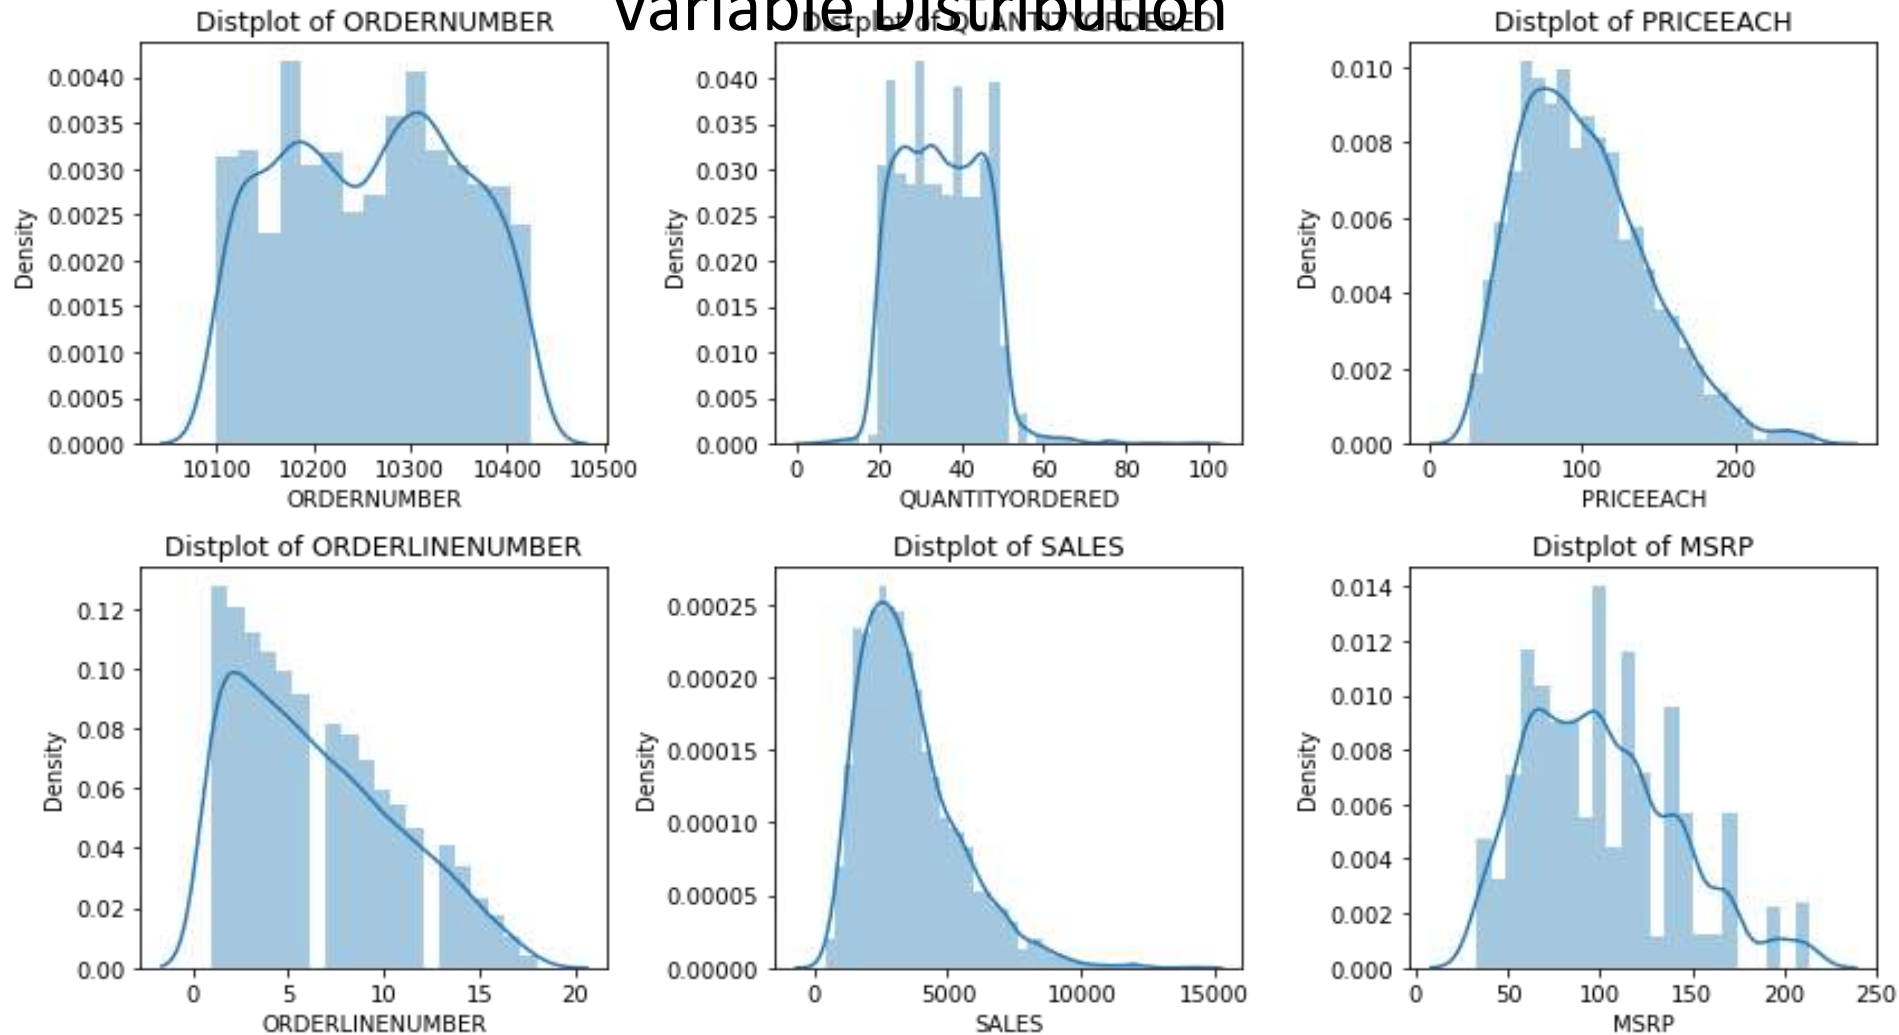 Variable Distribution
Distplot of ORDERNUMBER
Distplot of QUANTITYORDERED
Distplot of PRICEEACH
0.0040
0.0035
0.0030
0.0025
0.0020
0.0015
0.0010
0.0005
0.0000
Density
10100 10200 10300 10400 10500
ORDERNUMBER
0.040
0.035
0.030
0.025
0.020
0.015
0.010
0.005
0.000
Density
0 20 40 60 80 100
QUANTITYORDERED
0.010
0.008
0.006
0.004
0.002
0.000
Density
0 100 200
PRICEEACH
Distplot of ORDERLINENUMBER
0.12
0.10
0.08
0.06
0.04
0.02
0.00
Density
0 5 10 15 20
ORDERLINENUMBER
Distplot of SALES
0.00025
0.00020
0.00015
0.00010
0.00005
0.00000
Density
0 5000 10000 15000
SALES
Distplot of MSRP
0.014
0.012
0.010
0.008
0.006
0.004
0.002
0.000
Density
0 50 100 150 200 250
MSRP